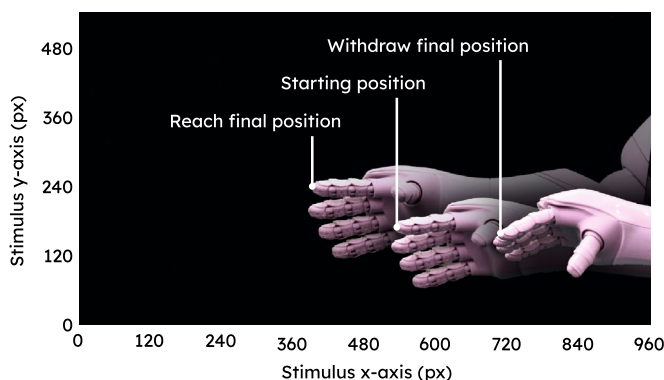 Withdraw final position
Starting position
Reach final position
Stimulus y-axis (px)
480
360
240
120
0
0 120 240 360 480 600 720 840 960
Stimulus x-axis (px)